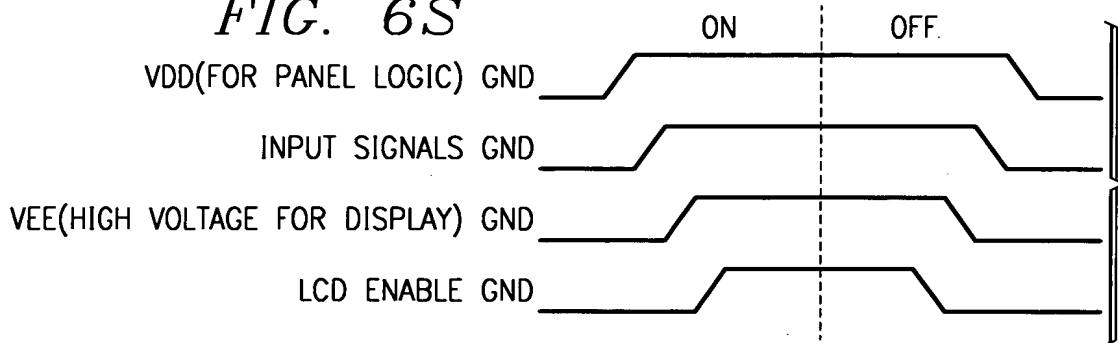 FIG. 6S
ON OFF.
VDD(FOR PANEL LOGIC) GND
INPUT SIGNALS GND
VEE(HIGH VOLTAGE FOR DISPLAY) GND
LCD ENABLE GND